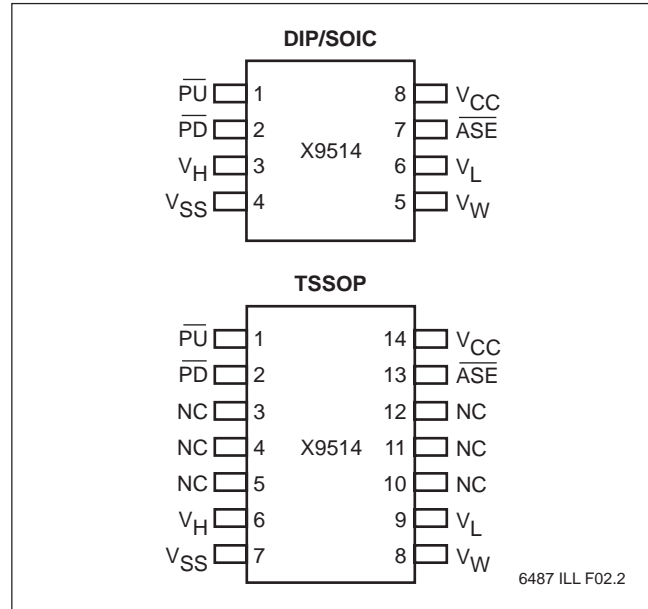 DIP/SOIC
PU 1 8 VCC
PD 2 X9514 7 ASE
VH 3 6 VL
VSS 4 5 VW
TSSOP
PU 1 14 VCC
PD 2 13 ASE
NC 3 12 NC
NC 4 X9514 11 NC
NC 5 10 NC
VH 6 9 VL
VSS 7 8 VW
6487 ILL F02.2